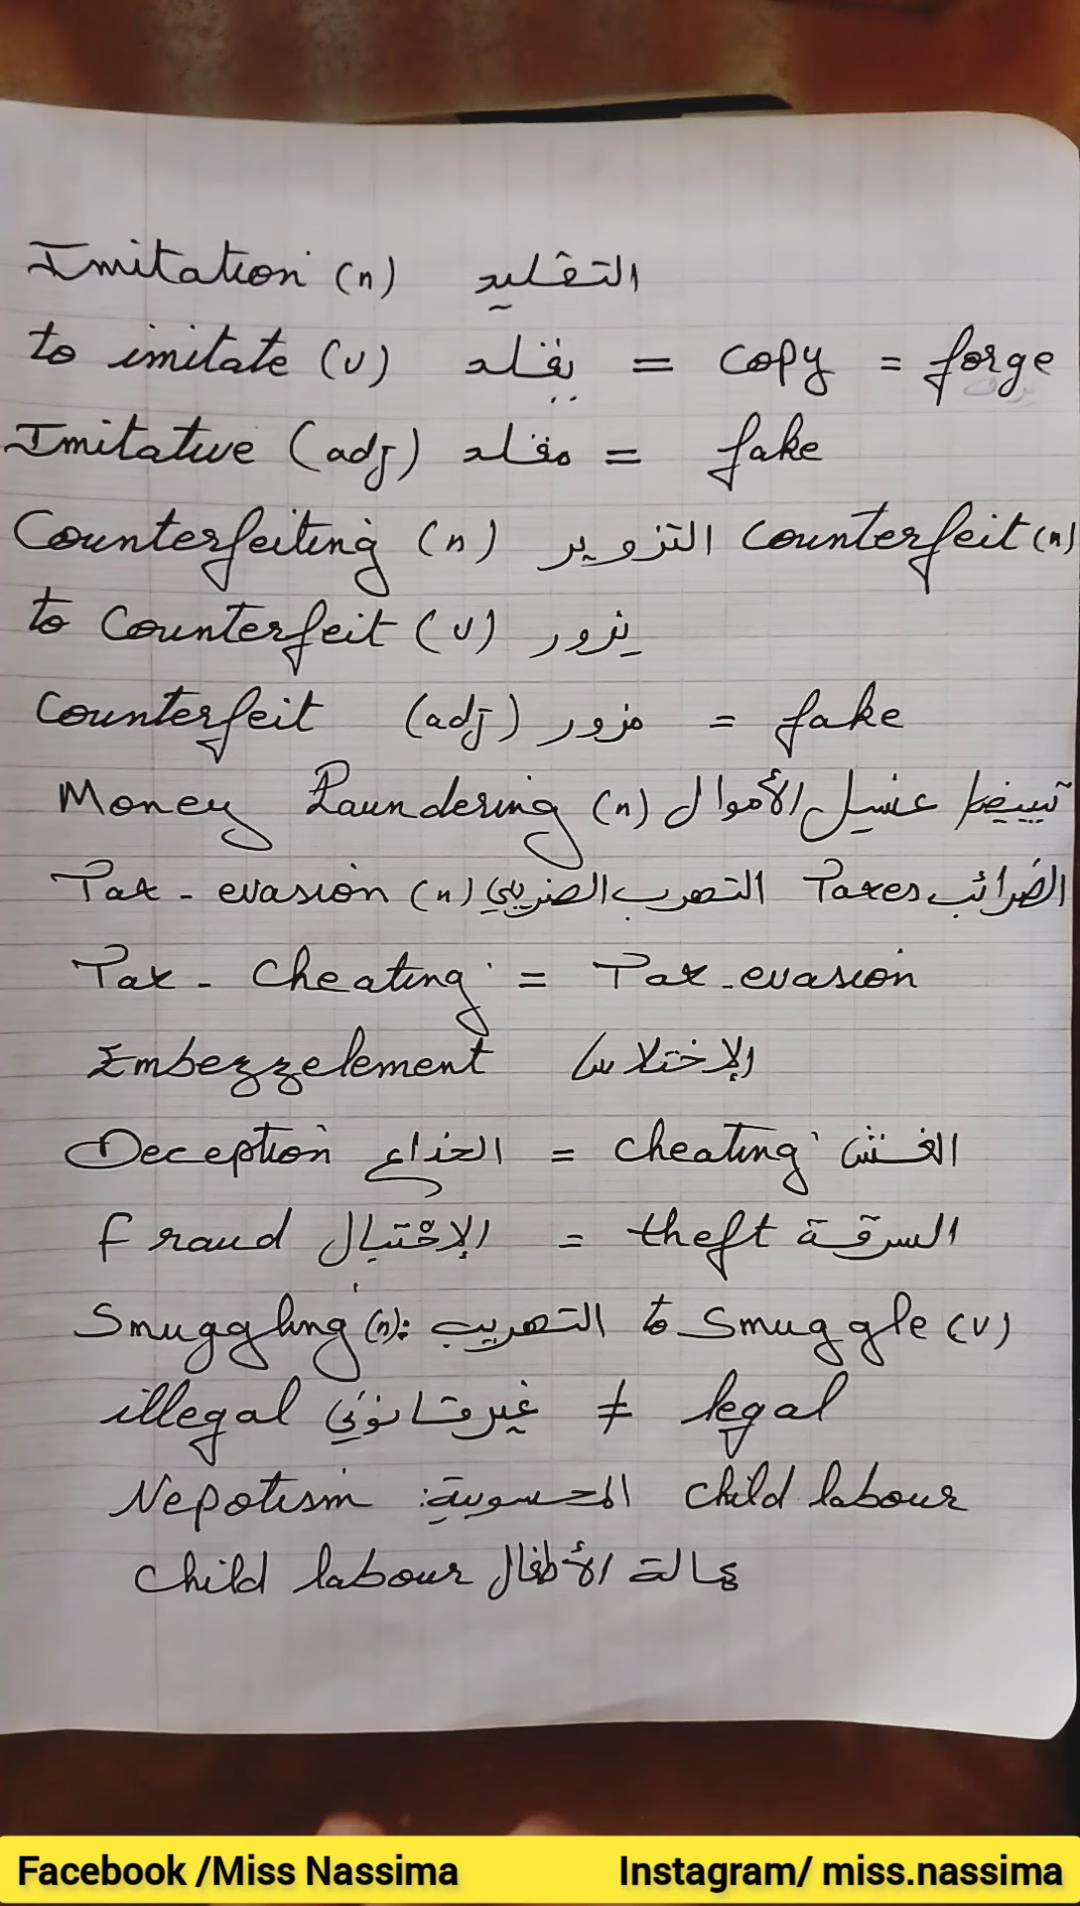 Imitation (n) التقليد
to imitate (v) يقلد = copy = forge
Imitative (adj) مقلد = fake
Counterfeiting (n) التزوير Counterfeit (n)
to Counterfeit (v) يزور
Counterfeit (adj) مزور = fake
Money Laundering (n) تبييض/ غسيل الأموال
Tax - evasion (n) التهرب الضريبي Taxes الضرائب
Tax - Cheating = Tax - evasion
Embezzelement الإختلاس
Deception الخداع = cheating الغش
fraud الإحتيال = theft السرقة
Smuggling (n): التهريب to smuggle (v)
illegal غير قانوني ≠ legal
Nepotism المحسوبية: child labour
child labour عمالة الأطفال
Facebook /Miss Nassima Instagram/ miss.nassima